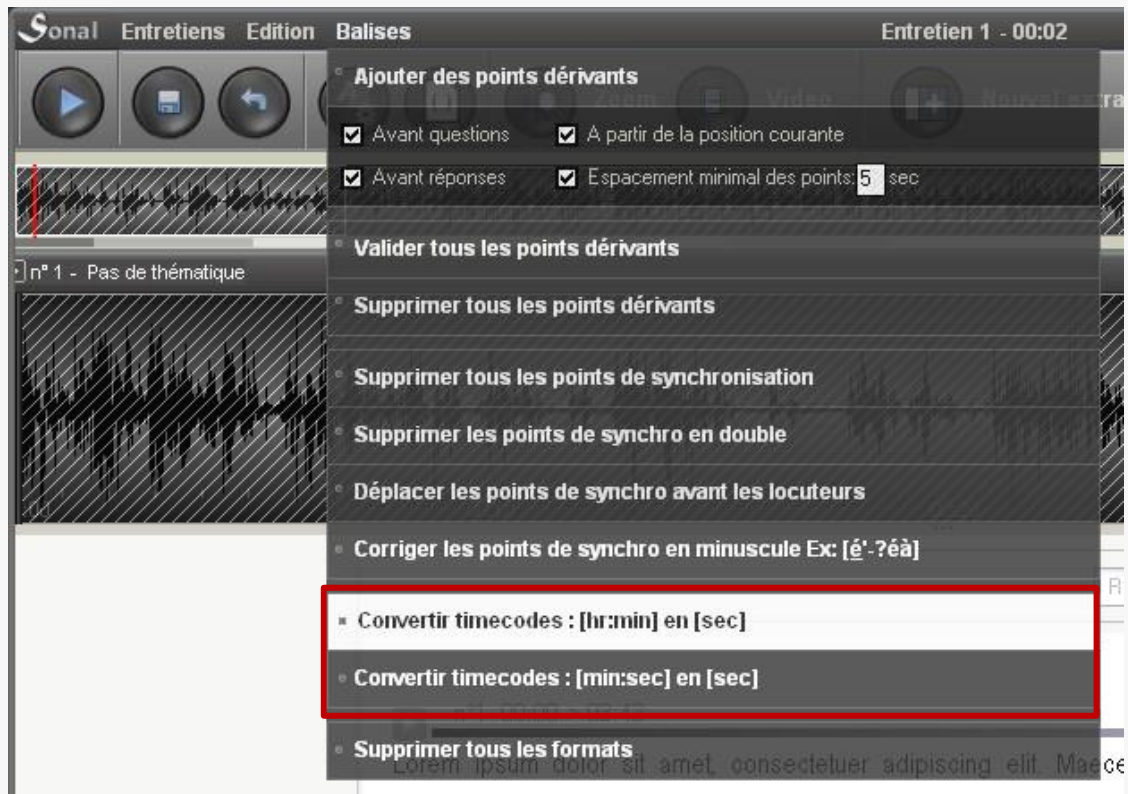 Sonal Entretiens Edition Balises Entretien 1 - 00:02
Ajouter des points dérivants
Avant questions A partir de la position courante
Avant réponses Espacement minimal des points: 5 sec
Valider tous les points dérivants
n° 1 - Pas de thématique
Supprimer tous les points dérivants
Supprimer tous les points de synchronisation
Supprimer les points de synchro en double
Déplacer les points de synchro avant les locuteurs
Corriger les points de synchro en minuscule Ex: [é'-?éà]
Convertir timecodes : [hr:min] en [sec]
Convertir timecodes : [min:sec] en [sec]
Supprimer tous les formats
Lorem ipsum dolor sit amet, consectetuer adipiscing elit. Maece